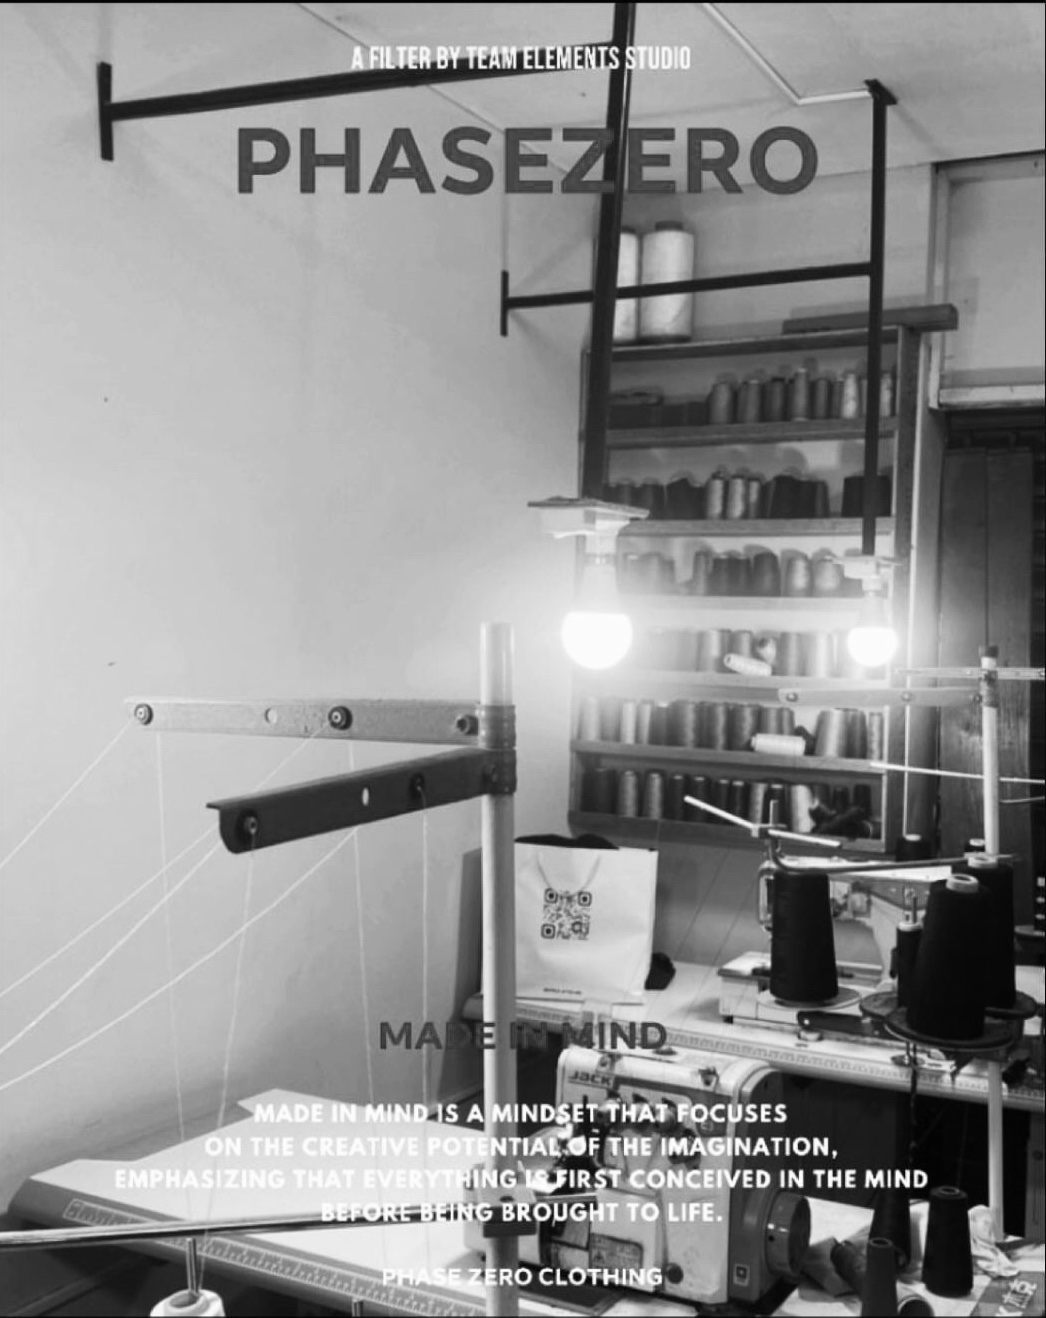 A FILTER BY TEAM ELEMENTS STUDIO
PHASEZERO
MADE IN MIND
JACK
MADE IN MIND IS A MINDSET THAT FOCUSES
ON THE CREATIVE POTENTIAL OF THE IMAGINATION,
EMPHASIZING THAT EVERYTHING IS FIRST CONCEIVED IN THE MIND
BEFORE BEING BROUGHT TO LIFE.
PHASE ZERO CLOTHING